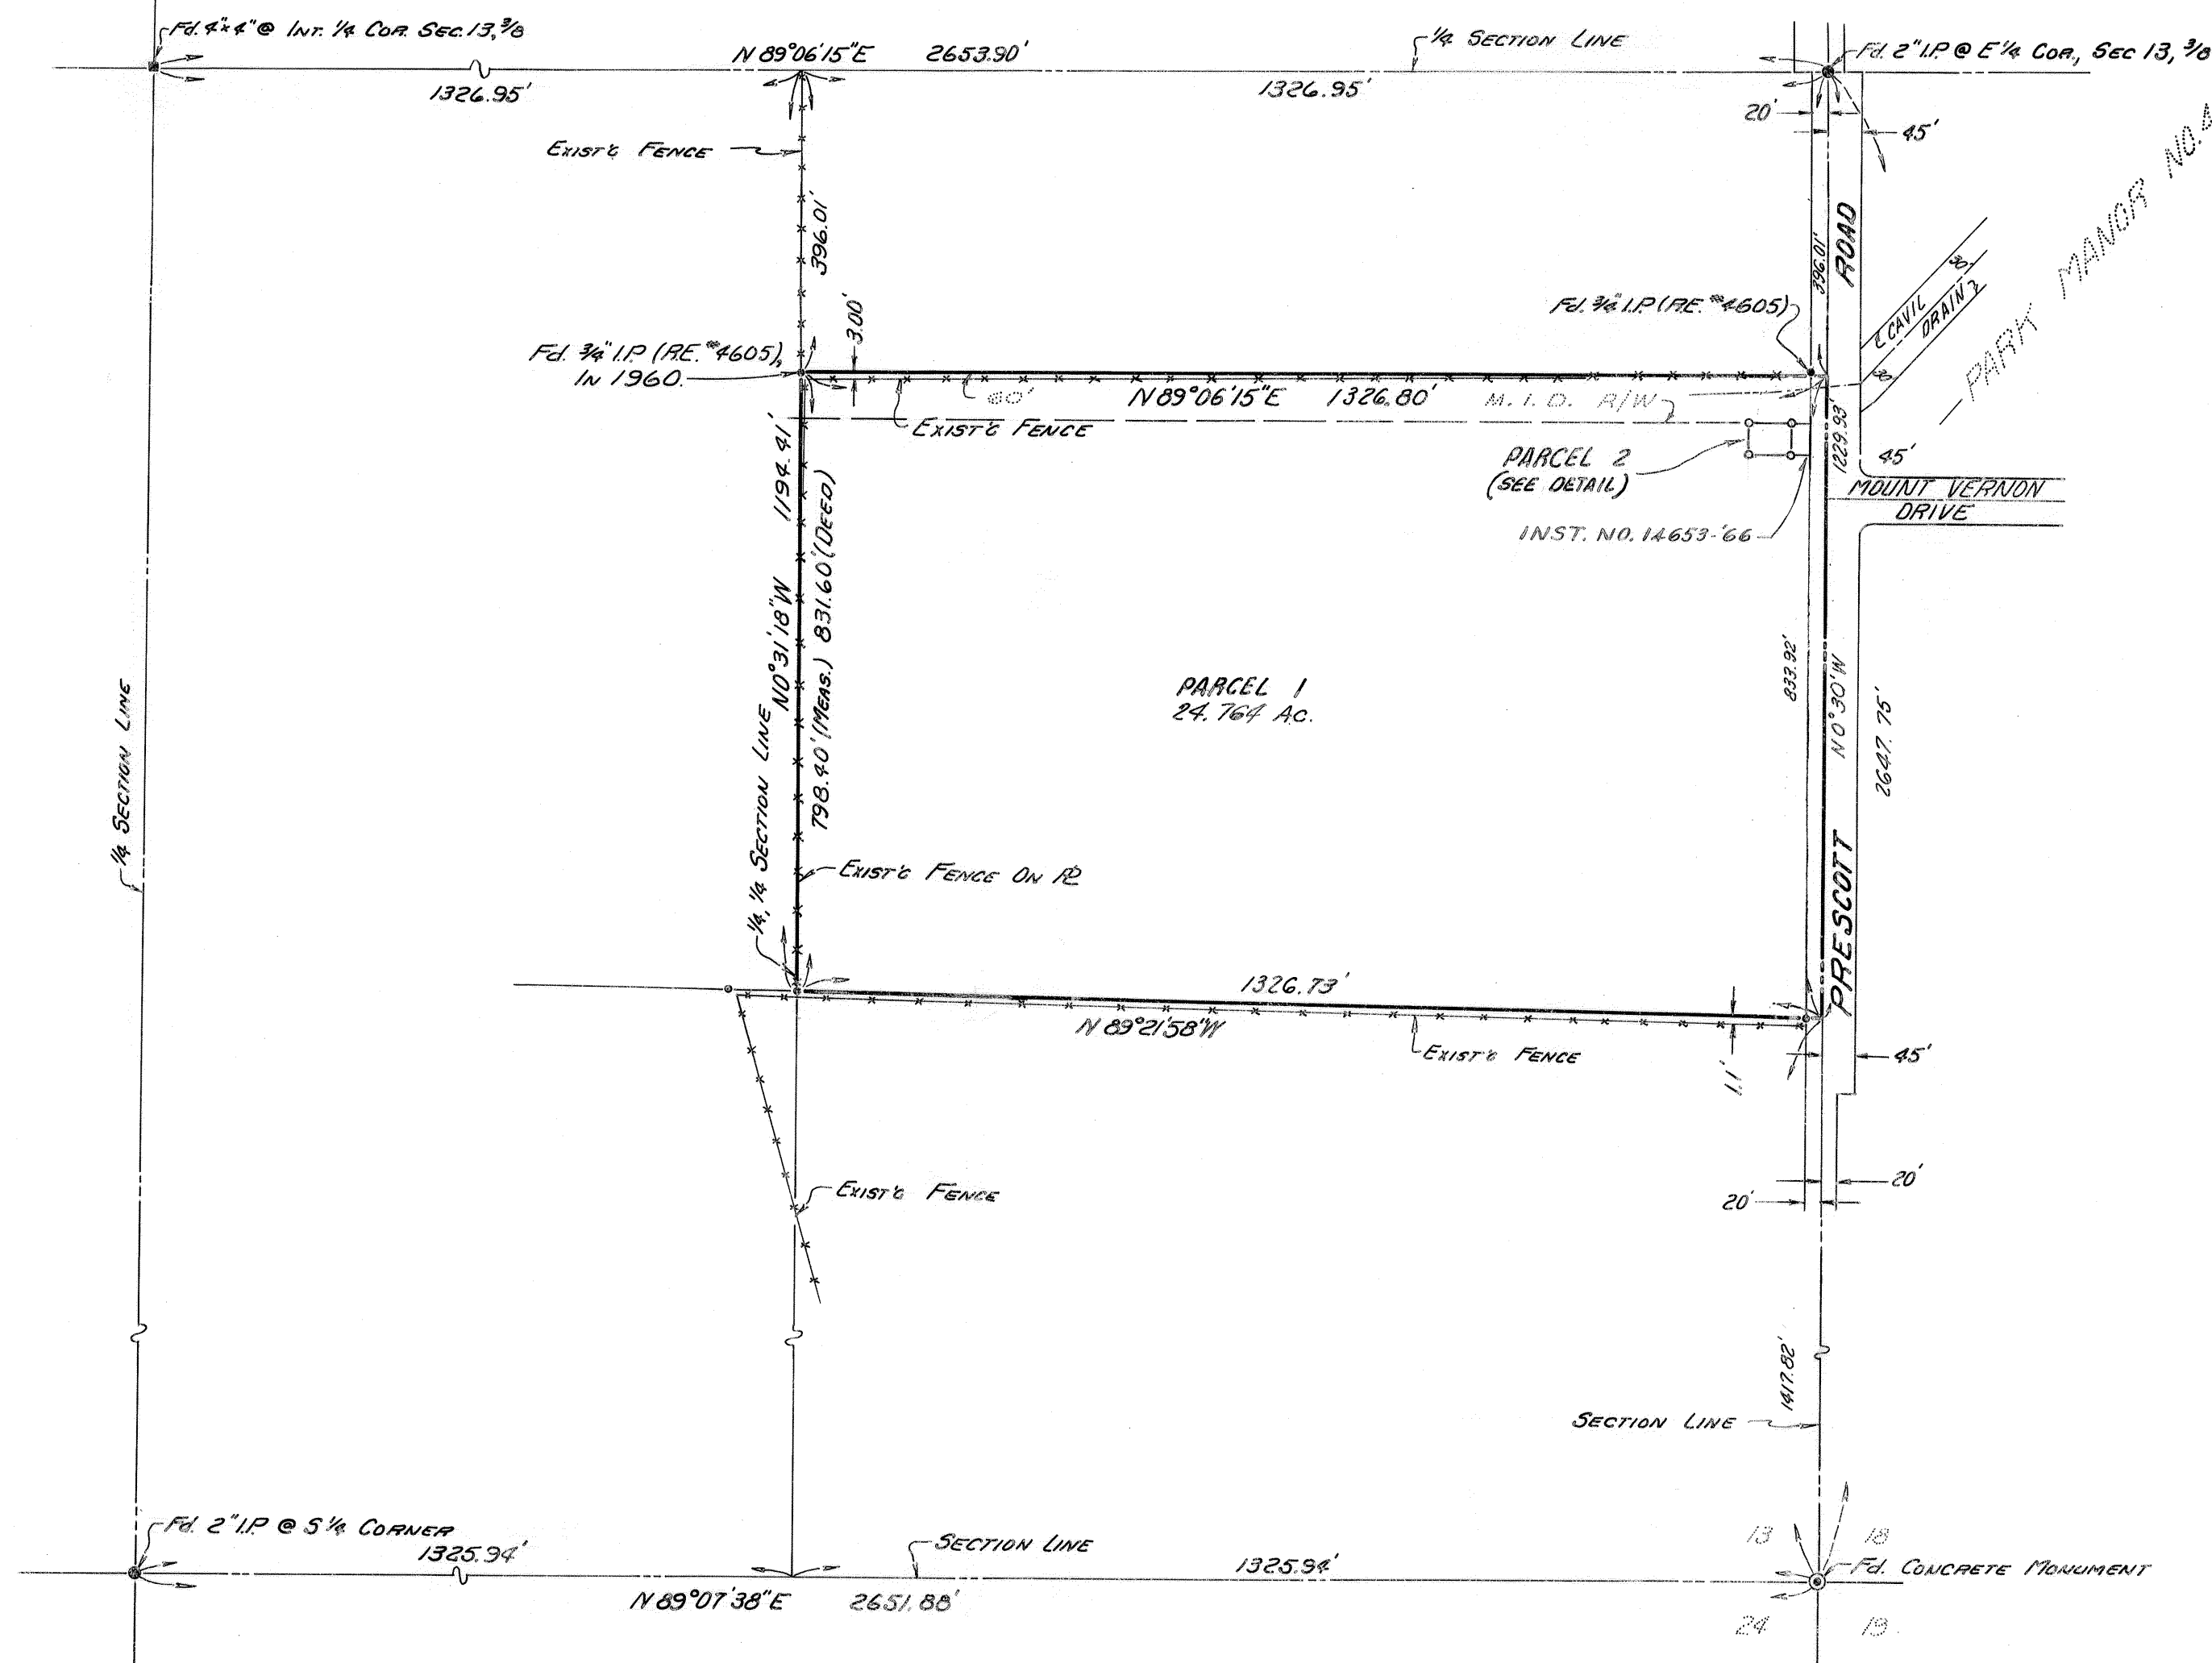 Fd. 4"x4" @ Int. 1/4 Cor. Sec. 13, 3/8
N 89°06'15"E 2653.90'
1/4 Section Line
Fd. 2" I.P. @ E 1/4 Cor., Sec 13, 3/8
1326.95'
1326.95'
20'
45'
Exist'g Fence
396.01'
396.01'
ROAD
PARK MANOR NO. 4
℄ CAVIL
DRAIN
30'
30'
Fd. 3/4" I.P. (R.E. #4605)
3.00'
Fd. 3/4" I.P. (R.E. #4605),
In 1960.
60'
N 89°06'15"E 1326.80'
M. I. D. R/W
Exist'g Fence
1194.41'
N0°31'18"W
798.40' (Meas.) 831.60' (Deed)
PARCEL 2
(SEE DETAIL)
1229.93'
45'
MOUNT VERNON
DRIVE
INST. NO. 14653-'66
PARCEL 1
24.764 Ac.
833.92'
N 0°30'W
2647.75'
1/4 Section Line
1/4, 1/4 Section Line
Exist'g Fence On PL
PRESCOTT
1326.73'
N 89°21'58"W
Exist'g Fence
1.1'
45'
Exist'g Fence
20'
20'
1417.82'
Section Line
Fd. 2" I.P. @ S 1/4 Corner
1325.94'
Section Line
1325.94'
13
18
Fd. Concrete Monument
N 89°07'38"E 2651.88'
24
19